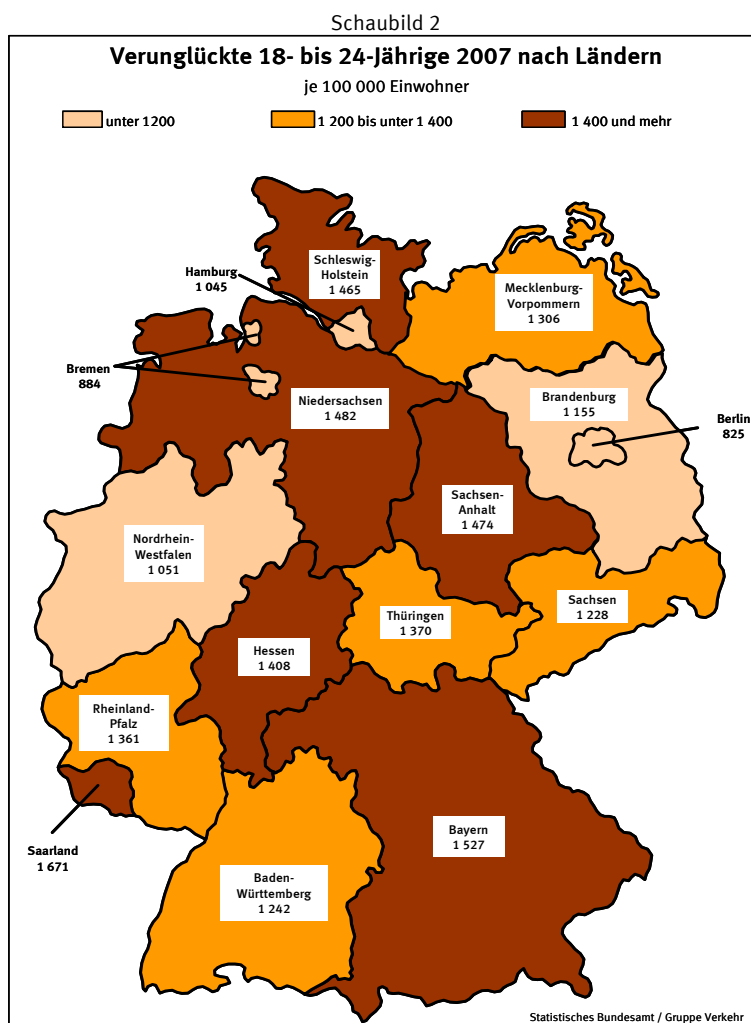 Schaubild 2
Verunglückte 18- bis 24-Jährige 2007 nach Ländern
je 100 000 Einwohner
unter 1200
1 200 bis unter 1 400
1 400 und mehr
Schleswig-
Holstein
1 465
Hamburg
1 045
Mecklenburg-
Vorpommern
1 306
Bremen
884
Niedersachsen
1 482
Brandenburg
1 155
Berlin
825
Sachsen-
Anhalt
1 474
Nordrhein-
Westfalen
1 051
Thüringen
1 370
Sachsen
1 228
Hessen
1 408
Rheinland-
Pfalz
1 361
Saarland
1 671
Bayern
1 527
Baden-
Württemberg
1 242
Statistisches Bundesamt / Gruppe Verkehr